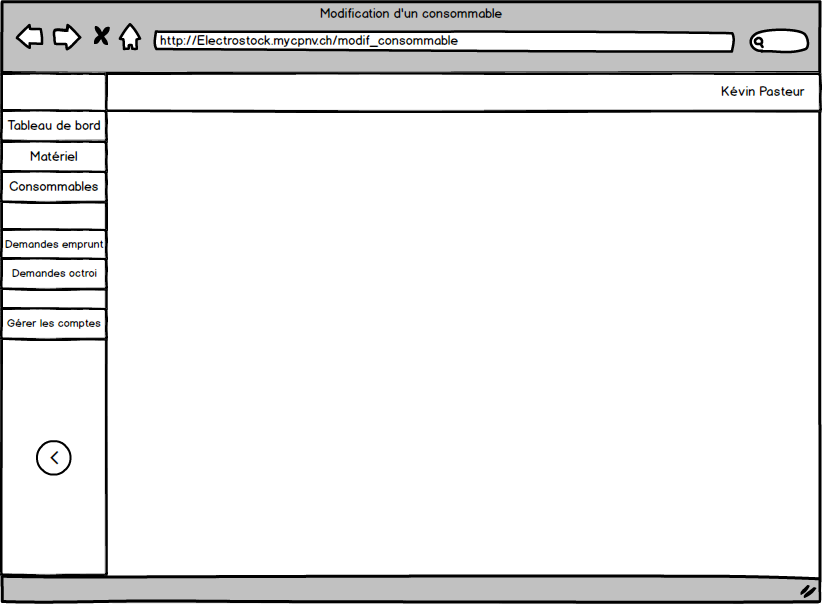 Modification d'un consommable
http://Electrostock.mycpnv.ch/modif_consommable
Kévin Pasteur
Tableau de bord
Matériel
Consommables
Demandes emprunt
Demandes octroi
Gérer les comptes